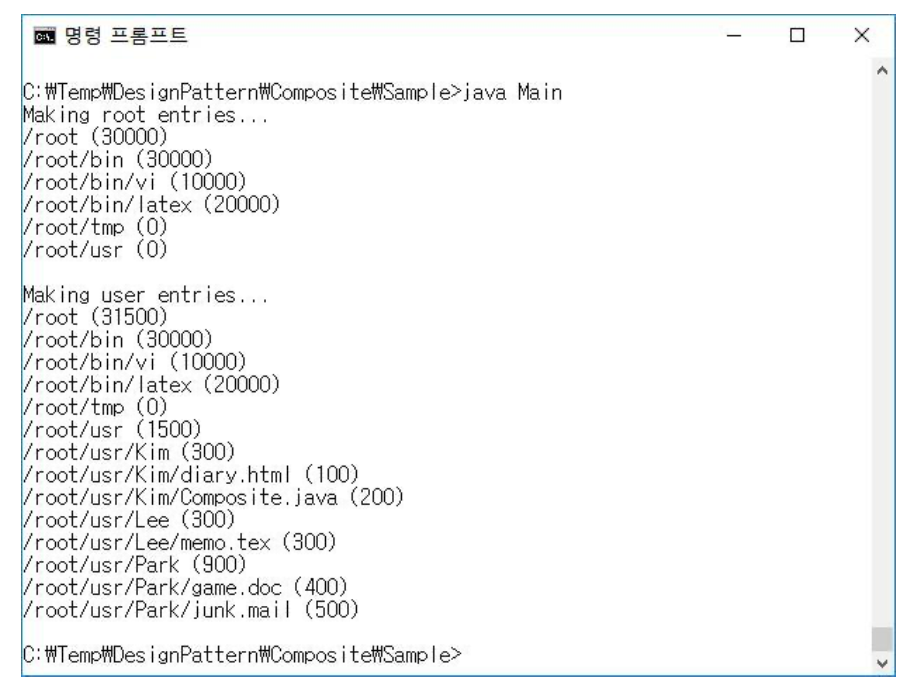 명령 프롬프트
C:₩Temp₩DesignPattern₩Composite₩Sample>java Main
Making root entries...
/root (30000)
/root/bin (30000)
/root/bin/vi (10000)
/root/bin/latex (20000)
/root/tmp (0)
/root/usr (0)
Making user entries...
/root (31500)
/root/bin (30000)
/root/bin/vi (10000)
/root/bin/latex (20000)
/root/tmp (0)
/root/usr (1500)
/root/usr/Kim (300)
/root/usr/Kim/diary.html (100)
/root/usr/Kim/Composite.java (200)
/root/usr/Lee (300)
/root/usr/Lee/memo.tex (300)
/root/usr/Park (900)
/root/usr/Park/game.doc (400)
/root/usr/Park/junk.mail (500)
C:₩Temp₩DesignPattern₩Composite₩Sample>